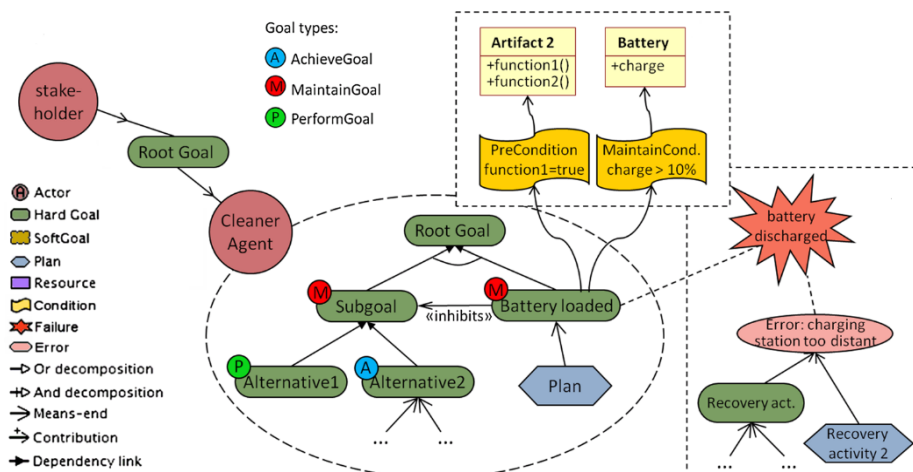 Goal types:
A AchieveGoal
M MaintainGoal
P PerformGoal
stake-
holder
Root Goal
Cleaner
Agent
A Actor
Hard Goal
SoftGoal
Plan
Resource
Condition
Failure
Error
Or decomposition
And decomposition
Means-end
+ Contribution
Dependency link
Artifact 2
+function1()
+function2()
Battery
+charge
PreCondition
function1=true
MaintainCond.
charge > 10%
Root Goal
M
Subgoal
«inhibits»
M
Battery loaded
P
Alternative1
A
Alternative2
Plan
...
...
battery
discharged
Error: charging
station too distant
Recovery act.
Recovery
activity 2
...
...